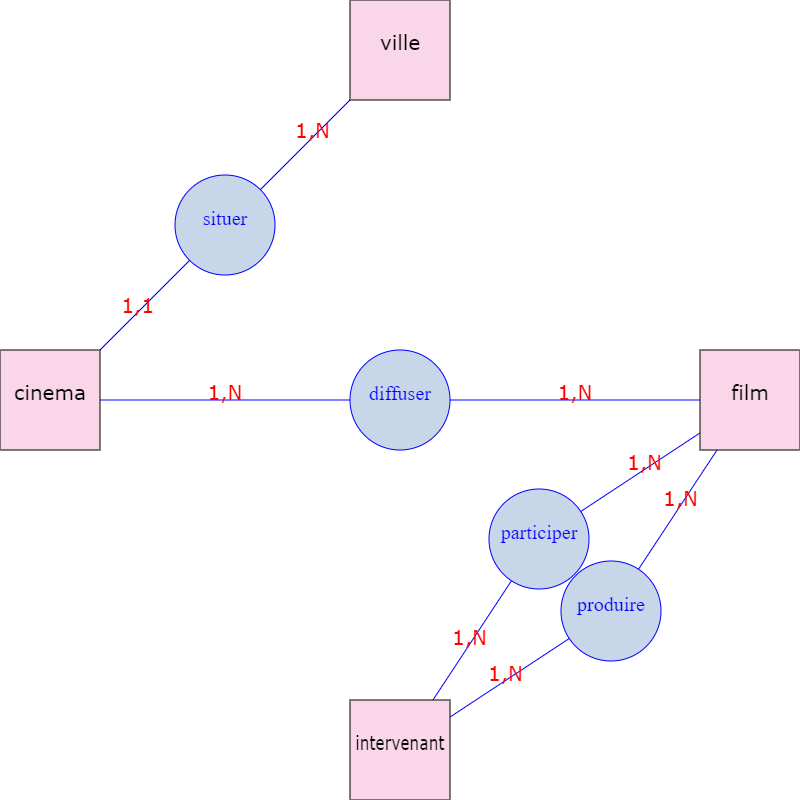 ville
1,N
situer
1,1
cinema
1,N
diffuser
1,N
film
1,N
1,N
participer
produire
1,N
1,N
intervenant